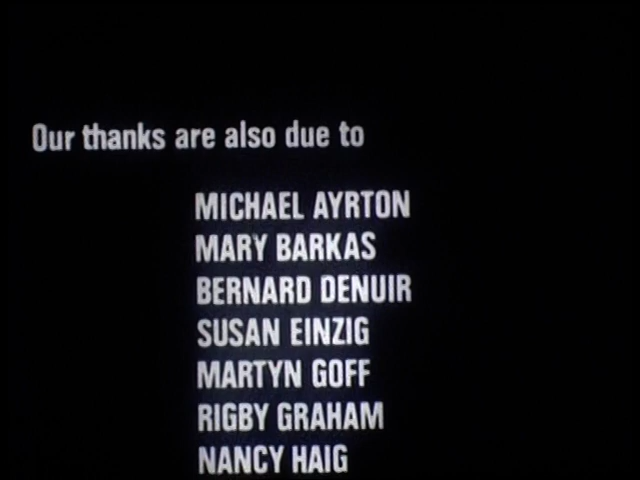 Our thanks are also due to
MICHAEL AYRTON
MARY BARKAS
BERNARD DENUIR
SUSAN EINZIG
MARTYN GOFF
RIGBY GRAHAM
NANCY HAIG